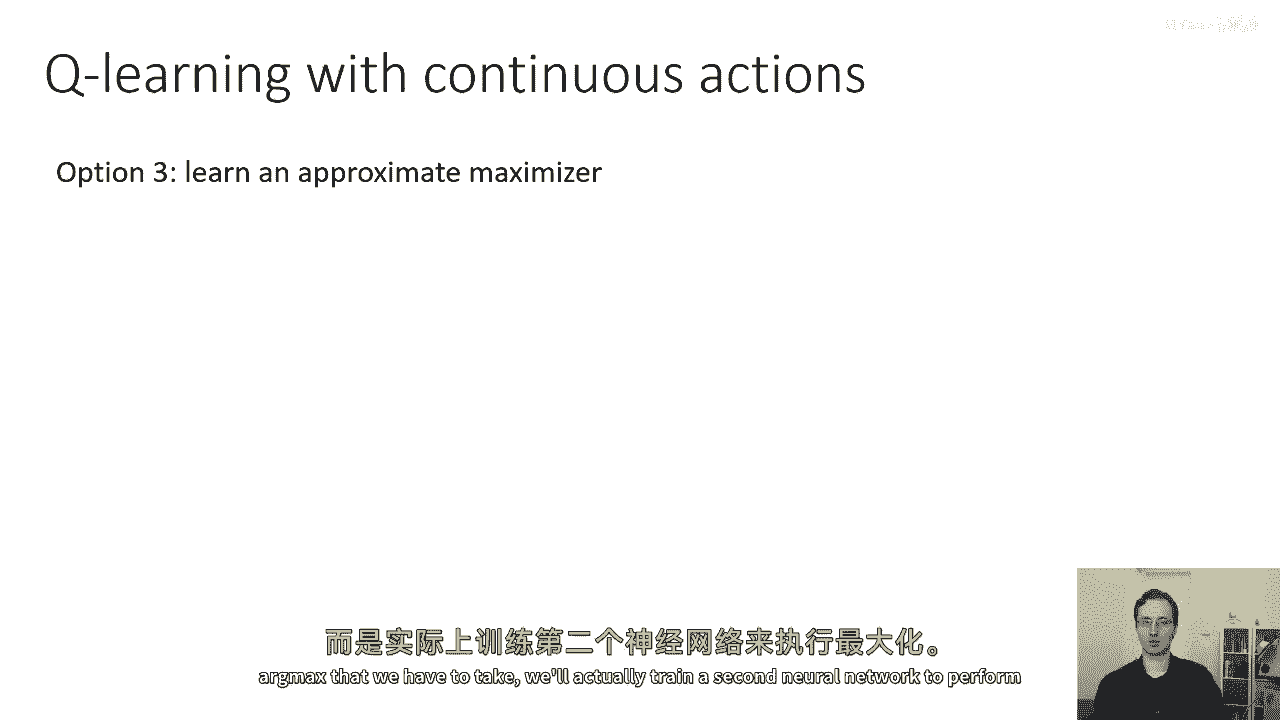 Q-learning with continuous actions
Option 3: learn an approximate maximizer
而是实际上训练第二个神经网络来执行最大化。
argmax that we have to take, we'll actually train a second neural network to perform